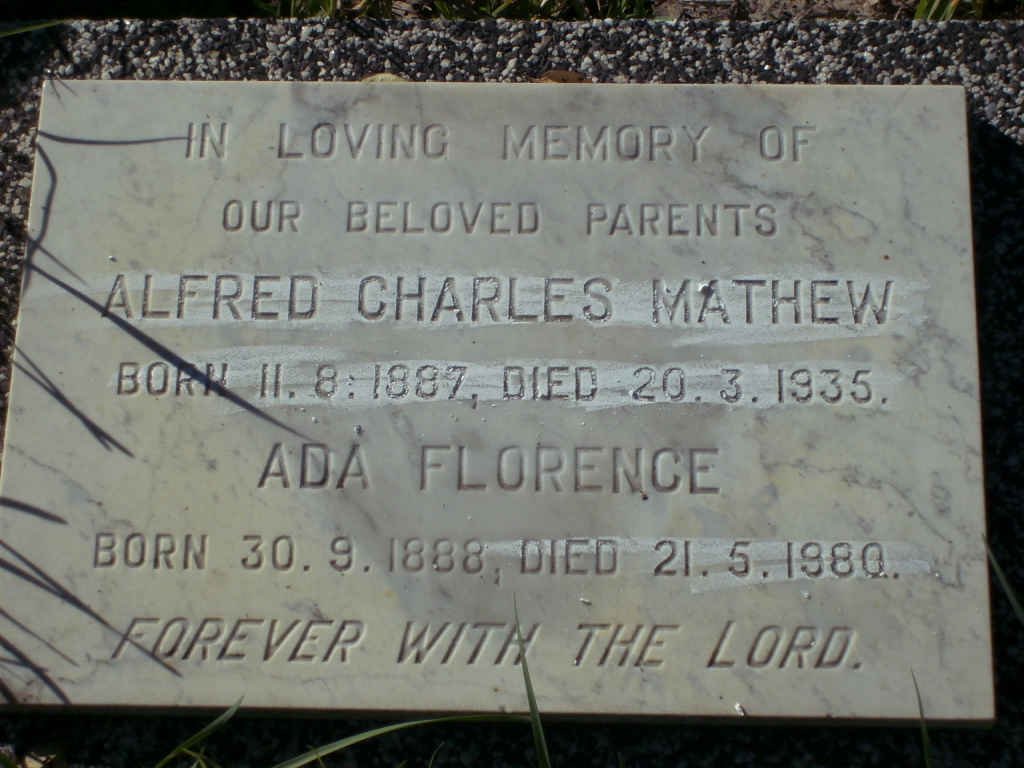 IN LOVING MEMORY OF
OUR BELOVED PARENTS
ALFRED CHARLES MATHEW
BORN 11.8.1887, DIED 20.3.1935.
ADA FLORENCE
BORN 30.9.1888, DIED 21.5.1980.
FOREVER WITH THE LORD.